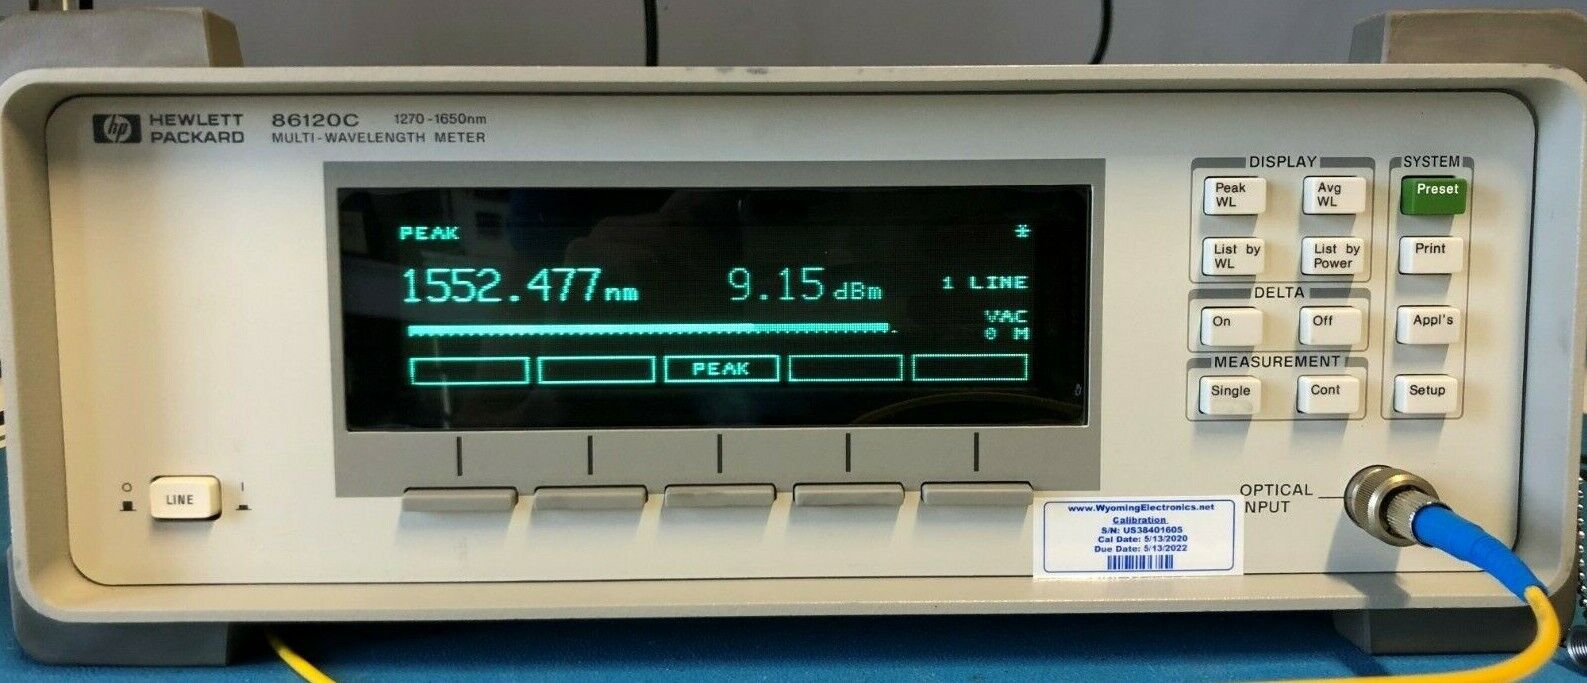 hp HEWLETT PACKARD
86120C 1270-1650nm
MULTI-WAVELENGTH METER
PEAK *
1552.477nm 9.15dBm
1 LINE
VAC
0 M
PEAK
DISPLAY
Peak WL
Avg WL
List by WL
List by Power
DELTA
On
Off
MEASUREMENT
Single
Cont
SYSTEM
Preset
Print
Appl's
Setup
LINE
OPTICAL
INPUT
www.WyomingElectronics.net
Calibration
S/N: US38401605
Cal Date: 5/13/2020
Due Date: 5/13/2022